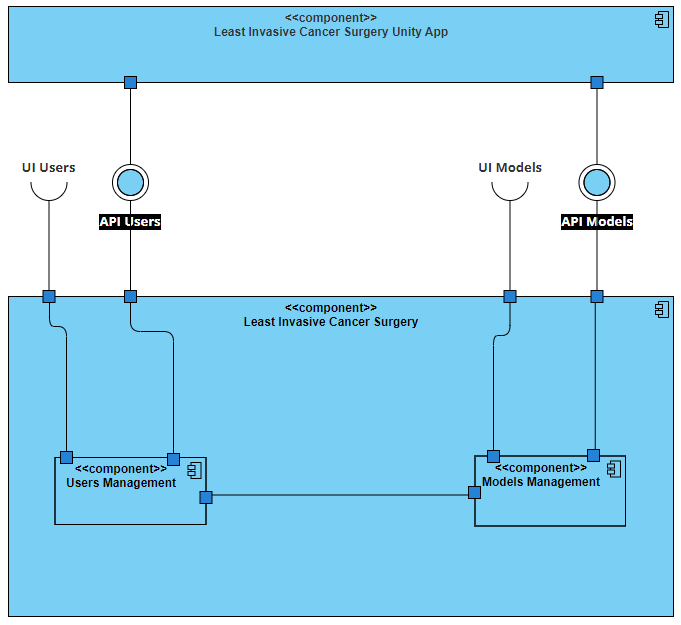 <<component>>
Least Invasive Cancer Surgery Unity App
UI Users
UI Models
API Users
API Models
<<component>>
Least Invasive Cancer Surgery
<<component>>
Users Management
<<component>>
Models Management